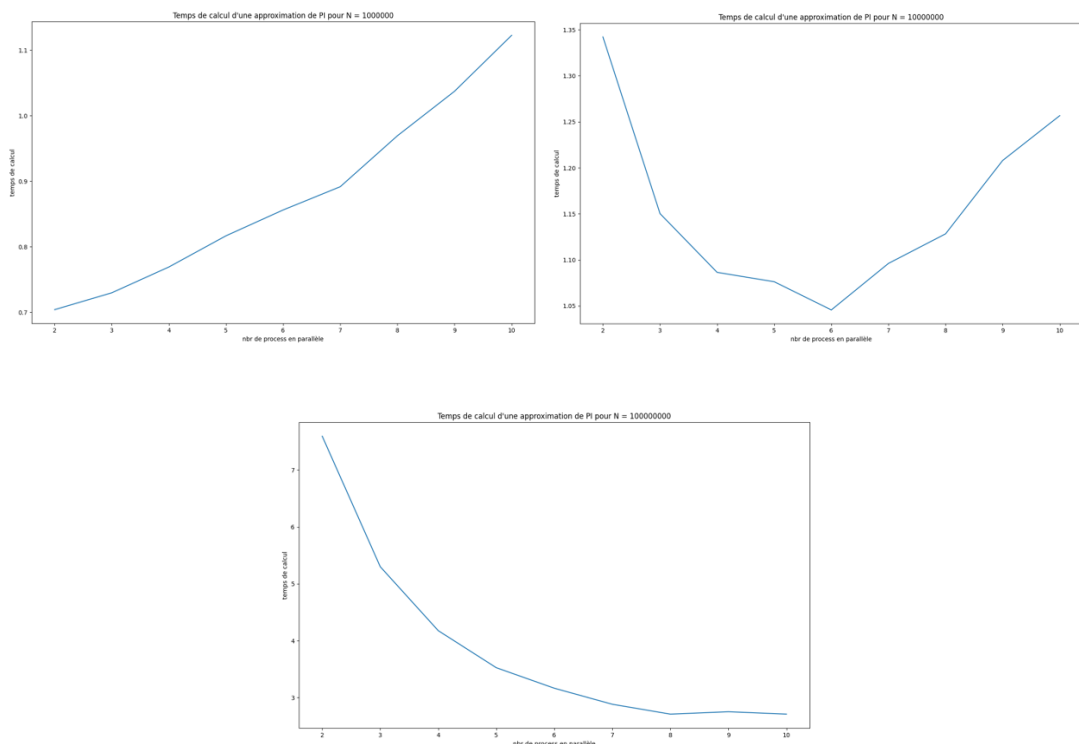 Temps de calcul d'une approximation de PI pour N = 1000000
1.1
1.0
0.9
0.8
0.7
temps de calcul
2 3 4 5 6 7 8 9 10
nbr de process en parallèle
Temps de calcul d'une approximation de PI pour N = 10000000
1.35
1.30
1.25
1.20
1.15
1.10
1.05
temps de calcul
2 3 4 5 6 7 8 9 10
nbr de process en parallèle
Temps de calcul d'une approximation de PI pour N = 100000000
7
6
5
4
3
temps de calcul
2 3 4 5 6 7 8 9 10
nbr de process en parallèle